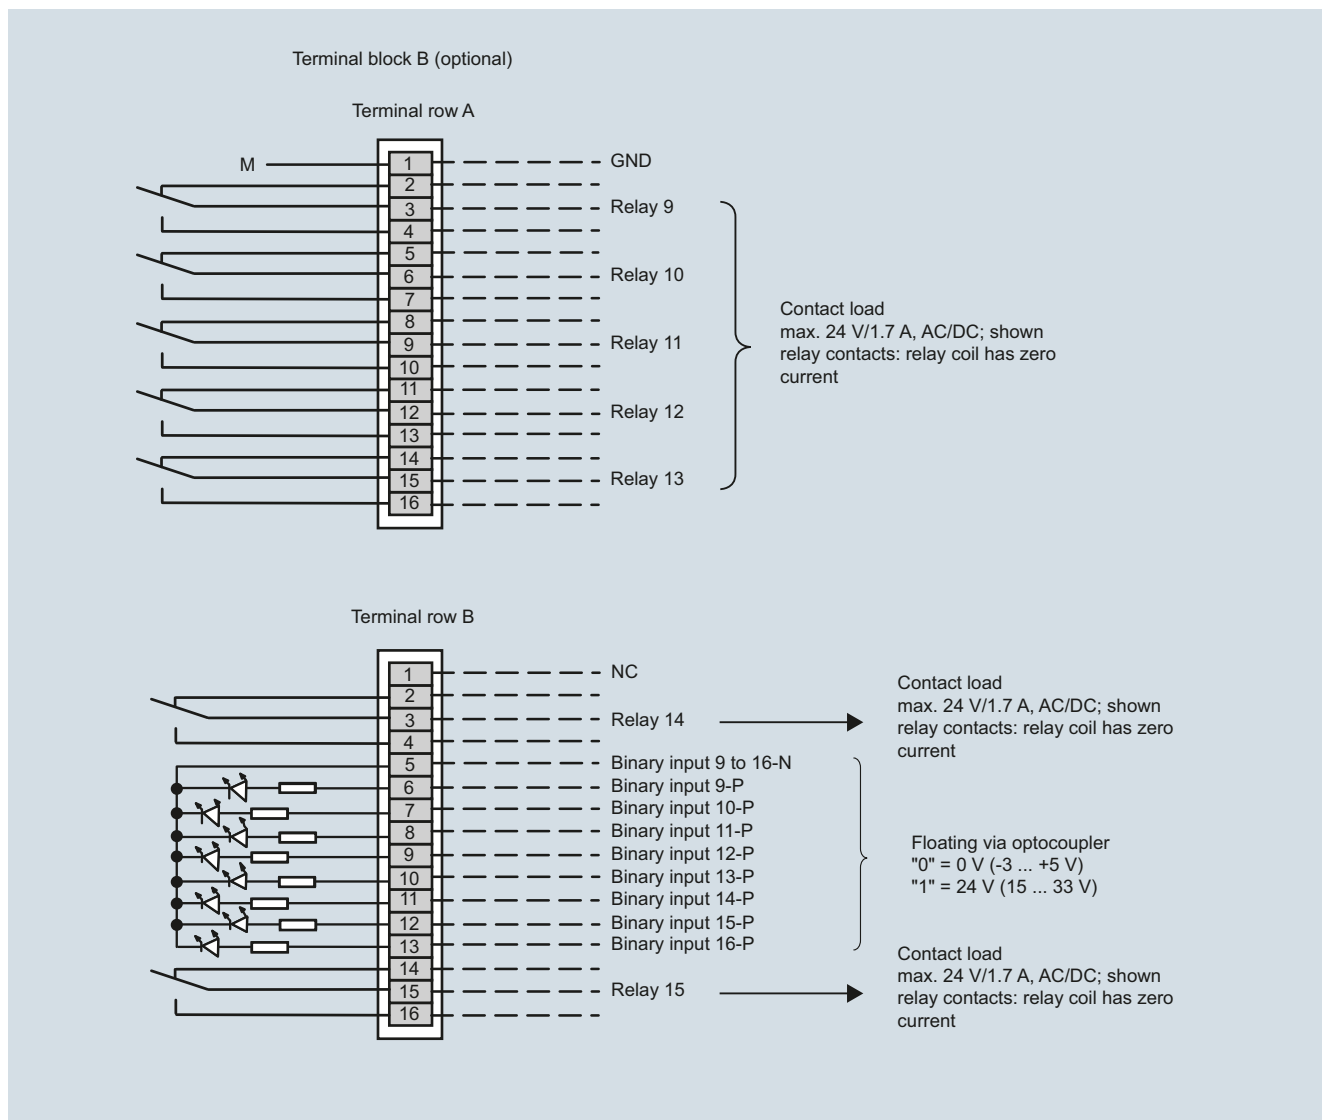 Terminal block B (optional)
Terminal row A
M
1
GND
2
3
Relay 9
4
5
6
Relay 10
7
8
9
Relay 11
10
11
12
Relay 12
13
14
15
Relay 13
16
Contact load
max. 24 V/1.7 A, AC/DC; shown
relay contacts: relay coil has zero
current
Terminal row B
1
NC
2
3
Relay 14
4
Contact load
max. 24 V/1.7 A, AC/DC; shown
relay contacts: relay coil has zero
current
5
Binary input 9 to 16-N
6
Binary input 9-P
7
Binary input 10-P
8
Binary input 11-P
9
Binary input 12-P
10
Binary input 13-P
11
Binary input 14-P
12
Binary input 15-P
13
Binary input 16-P
Floating via optocoupler
"0" = 0 V (-3 ... +5 V)
"1" = 24 V (15 ... 33 V)
14
15
Relay 15
16
Contact load
max. 24 V/1.7 A, AC/DC; shown
relay contacts: relay coil has zero
current